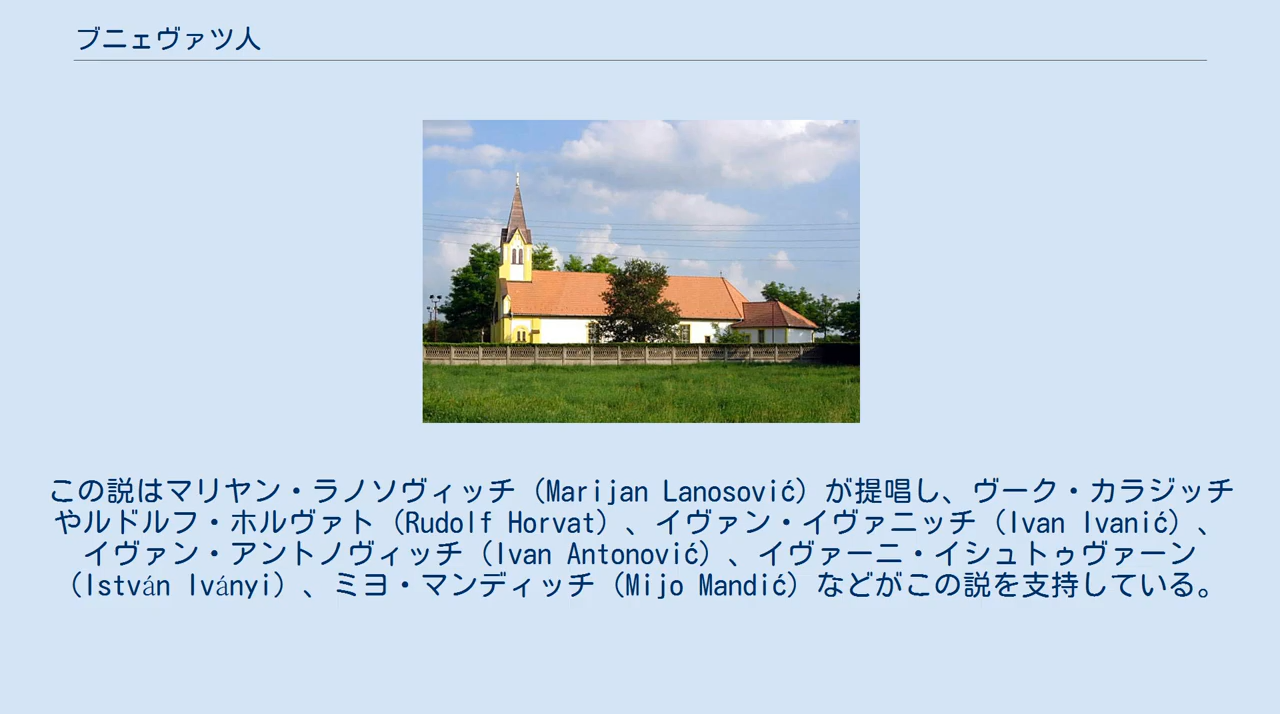 ブニェヴァツ人
この説はマリヤン・ラノソヴィッチ（Marijan Lanosović）が提唱し、ヴーク・カラジッチ
やルドルフ・ホルヴァト（Rudolf Horvat）、イヴァン・イヴァニッチ（Ivan Ivanić）、
イヴァン・アントノヴィッチ（Ivan Antonović）、イヴァーニ・イシュトゥヴァーン
（István Iványi）、ミヨ・マンディッチ（Mijo Mandić）などがこの説を支持している。